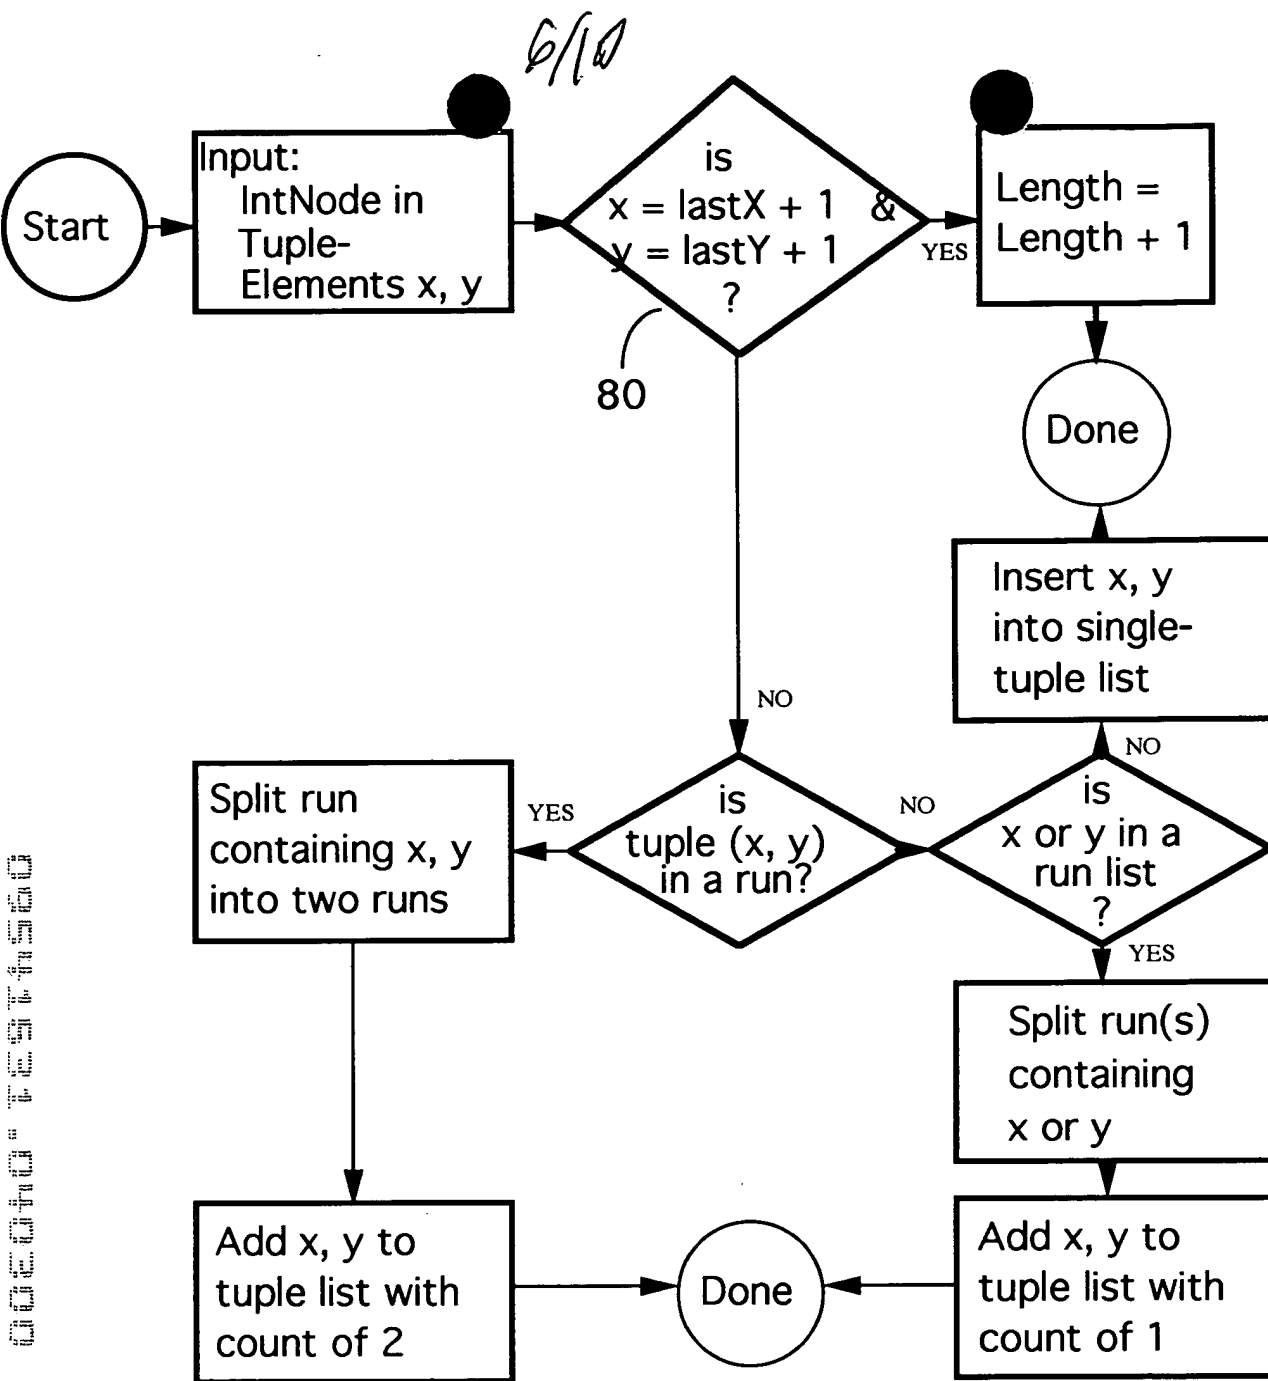 6/10
Start
Input:
IntNode in
Tuple-
Elements x, y
is
x = lastX + 1 &
y = lastY + 1
?
80
YES
Length =
Length + 1
Done
Insert x, y
into single-
tuple list
NO
NO
Split run
containing x, y
into two runs
YES
is
tuple (x, y)
in a run?
NO
is
x or y in a
run list
?
YES
Split run(s)
containing
x or y
Add x, y to
tuple list with
count of 2
Done
Add x, y to
tuple list with
count of 1
09541531.040300